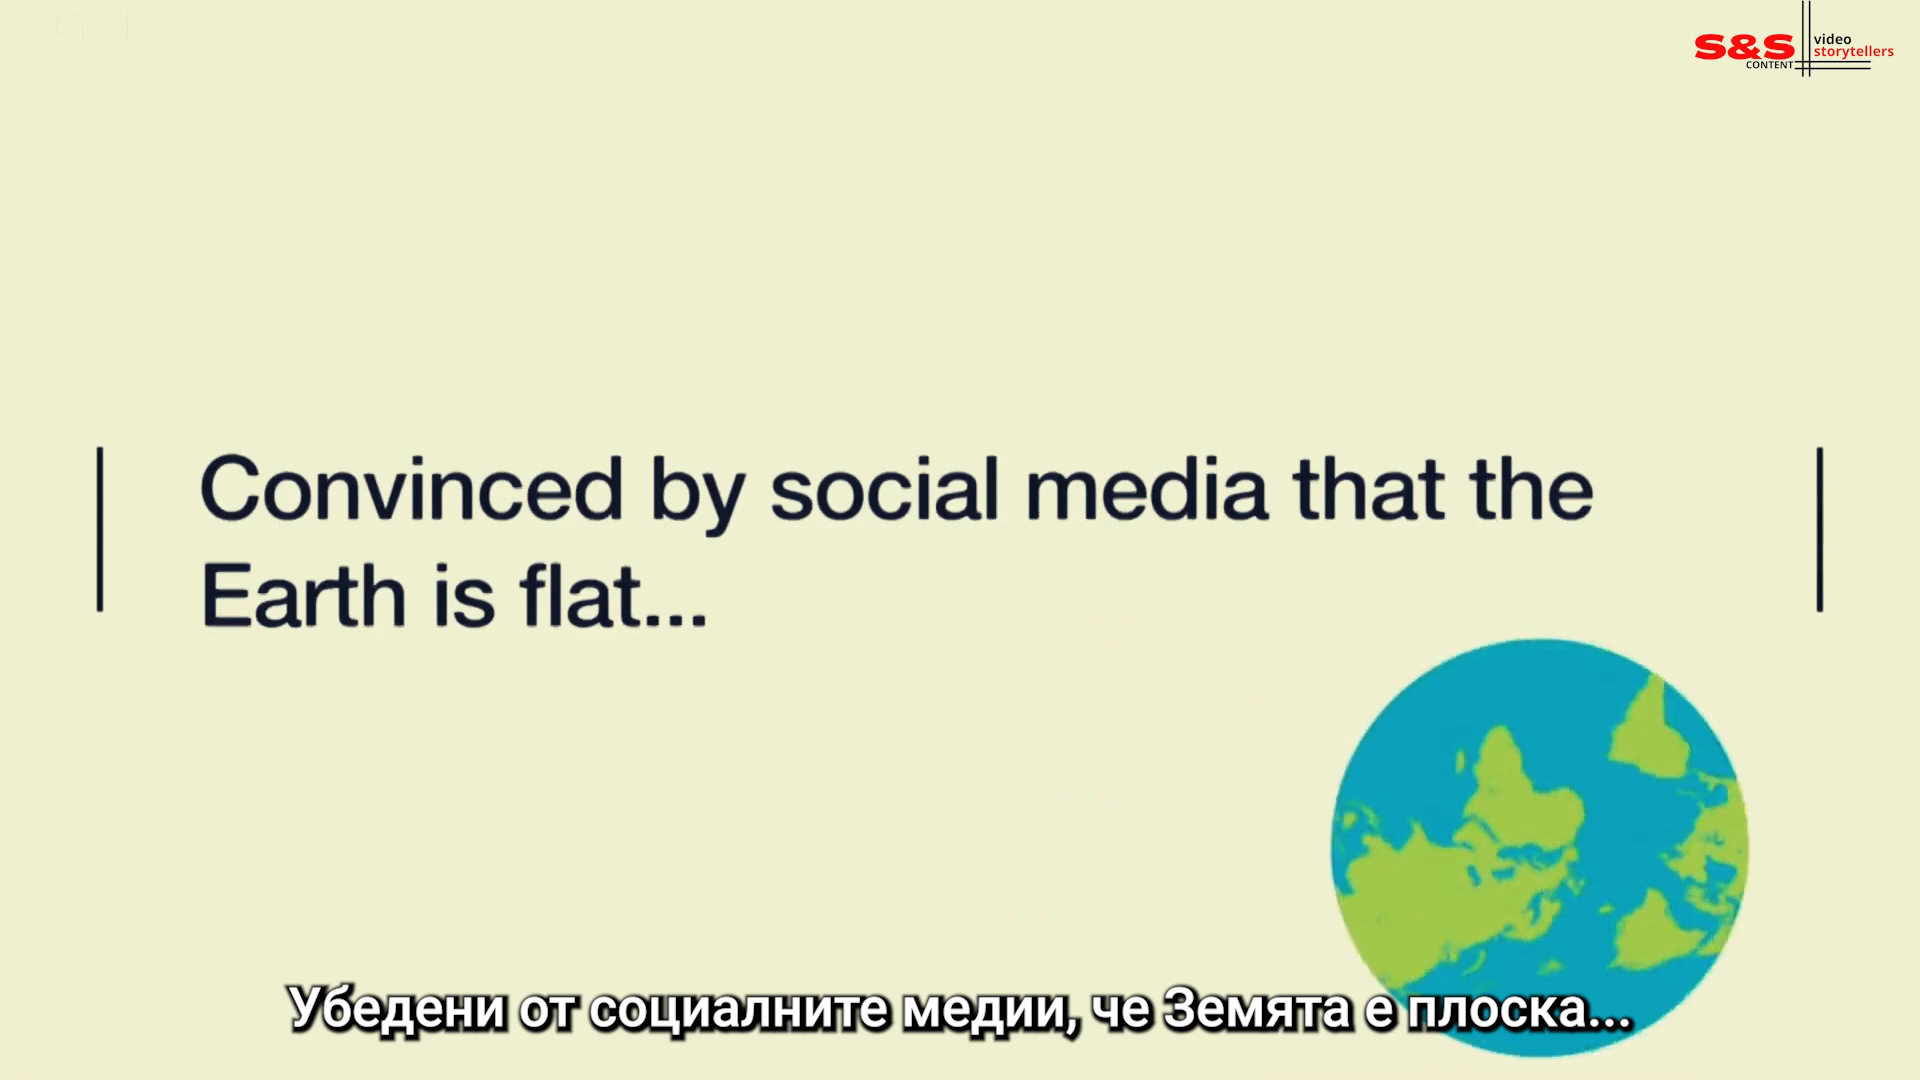 S&S
CONTENT
video
storytellers
Convinced by social media that the
Earth is flat...
Убедени от социалните медии, че Земята е плоска...